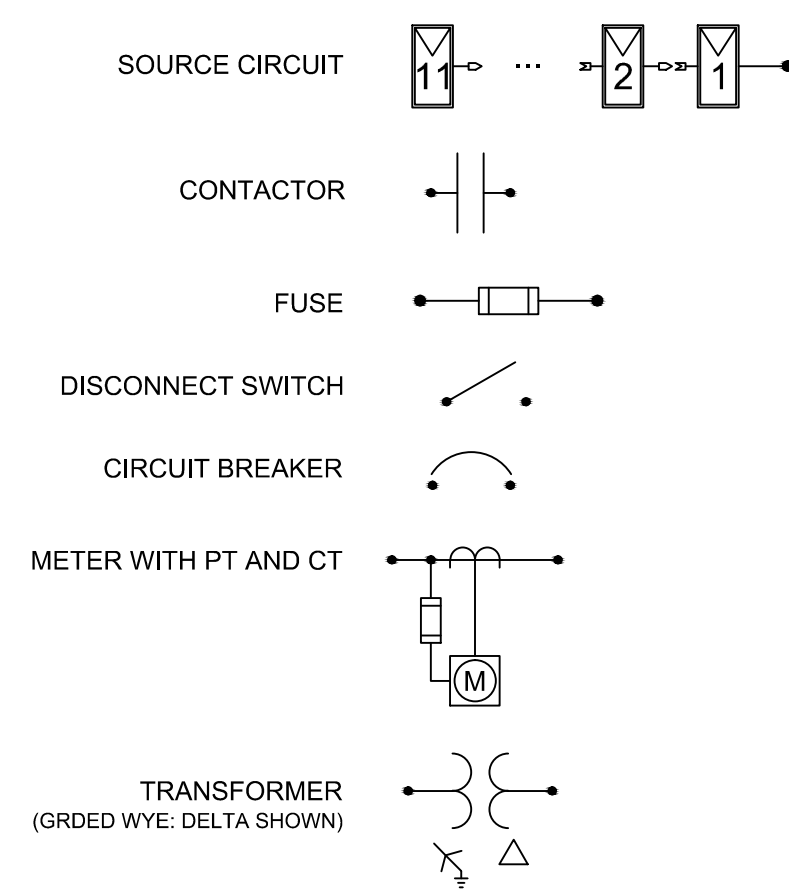 SOURCE CIRCUIT 11 ... 2 1
CONTACTOR
FUSE
DISCONNECT SWITCH
CIRCUIT BREAKER
METER WITH PT AND CT
M
TRANSFORMER
(GRDED WYE: DELTA SHOWN)